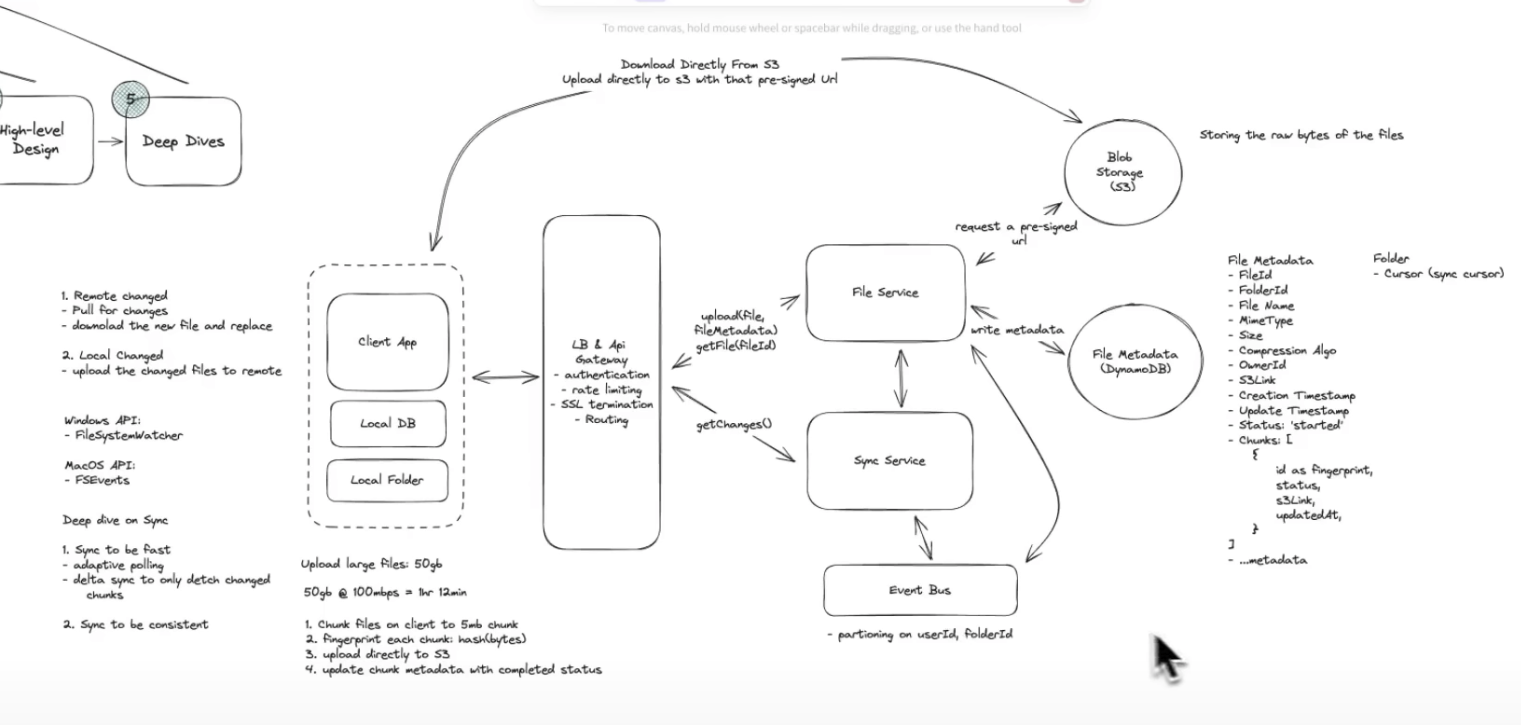 To move canvas, hold mouse wheel or spacebar while dragging, or use the hand tool
Download Directly From S3
Upload directly to s3 with that pre-signed Url
5
High-level
Design
Deep Dives
Blob
Storage
(S3)
Storing the raw bytes of the files
request a pre-signed
url
File Service
File Metadata
- FileId
- FolderId
- File Name
- MimeType
- Size
- Compression Algo
- OwnerId
- S3Link
- Creation Timestamp
- Update Timestamp
- Status: 'started'
- Chunks: [
{
id as fingerprint,
status,
s3Link,
updatedAt,
}
]
- ...metadata
Folder
- Cursor (sync cursor)
1. Remote changed
- Pull for changes
- downolad the new file and replace
2. Local Changed
- upload the changed files to remote
Windows API:
- FileSystemWatcher
MacOS API:
- FSEvents
Deep dive on Sync
1. Sync to be fast
- adaptive polling
- delta sync to only detch changed
chunks
2. Sync to be consistent
Client App
Local DB
Local Folder
LB & Api
Gateway
- authentication
- rate limiting
- SSL termination
- Routing
upload(file,
fileMetadata)
getFile(fileId)
getChanges()
write metadata
File Metadata
(DynamoDB)
Sync Service
Event Bus
- partioning on userId, folderId
Upload large files: 50gb
50gb @ 100mbps = 1hr 12min
1. Chunk files on client to 5mb chunk
2. fingerprint each chunk: hash(bytes)
3. upload directly to S3
4. update chunk metadata with completed status